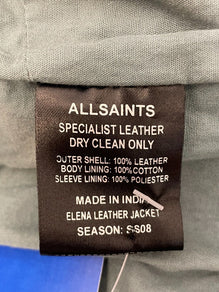 ALLSAINTS
SPECIALIST LEATHER
DRY CLEAN ONLY
OUTER SHELL: 100% LEATHER
BODY LINING: 100%COTTON
SLEEVE LINING: 100% POLYESTER
MADE IN INDIA
ELENA LEATHER JACKET
SEASON: SS08